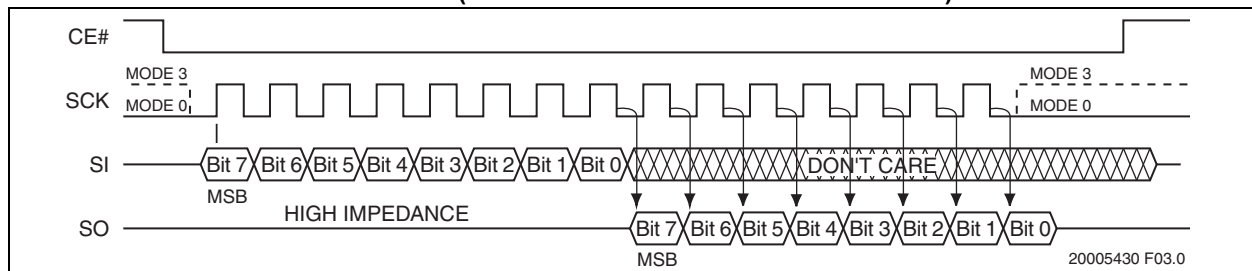 CE#
MODE 3 MODE 3
SCK MODE 0 MODE 0
SI Bit 7 Bit 6 Bit 5 Bit 4 Bit 3 Bit 2 Bit 1 Bit 0 DON'T CARE
MSB
HIGH IMPEDANCE
SO Bit 7 Bit 6 Bit 5 Bit 4 Bit 3 Bit 2 Bit 1 Bit 0
MSB 20005430 F03.0